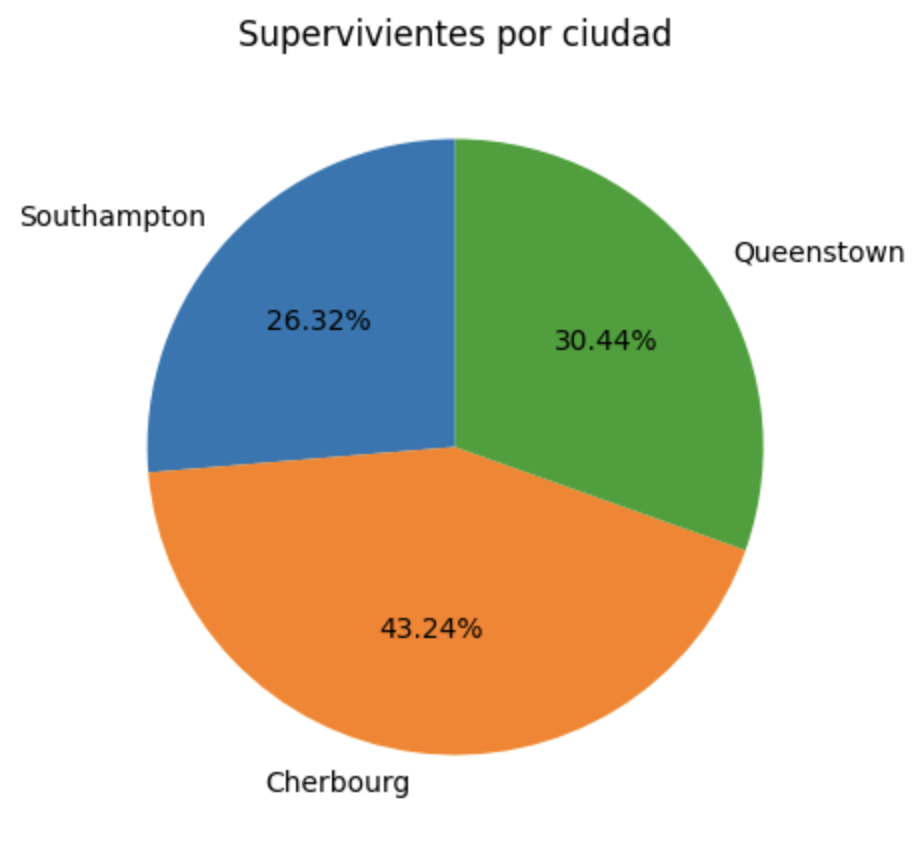 Supervivientes por ciudad
Southampton
Queenstown
26.32%
30.44%
43.24%
Cherbourg